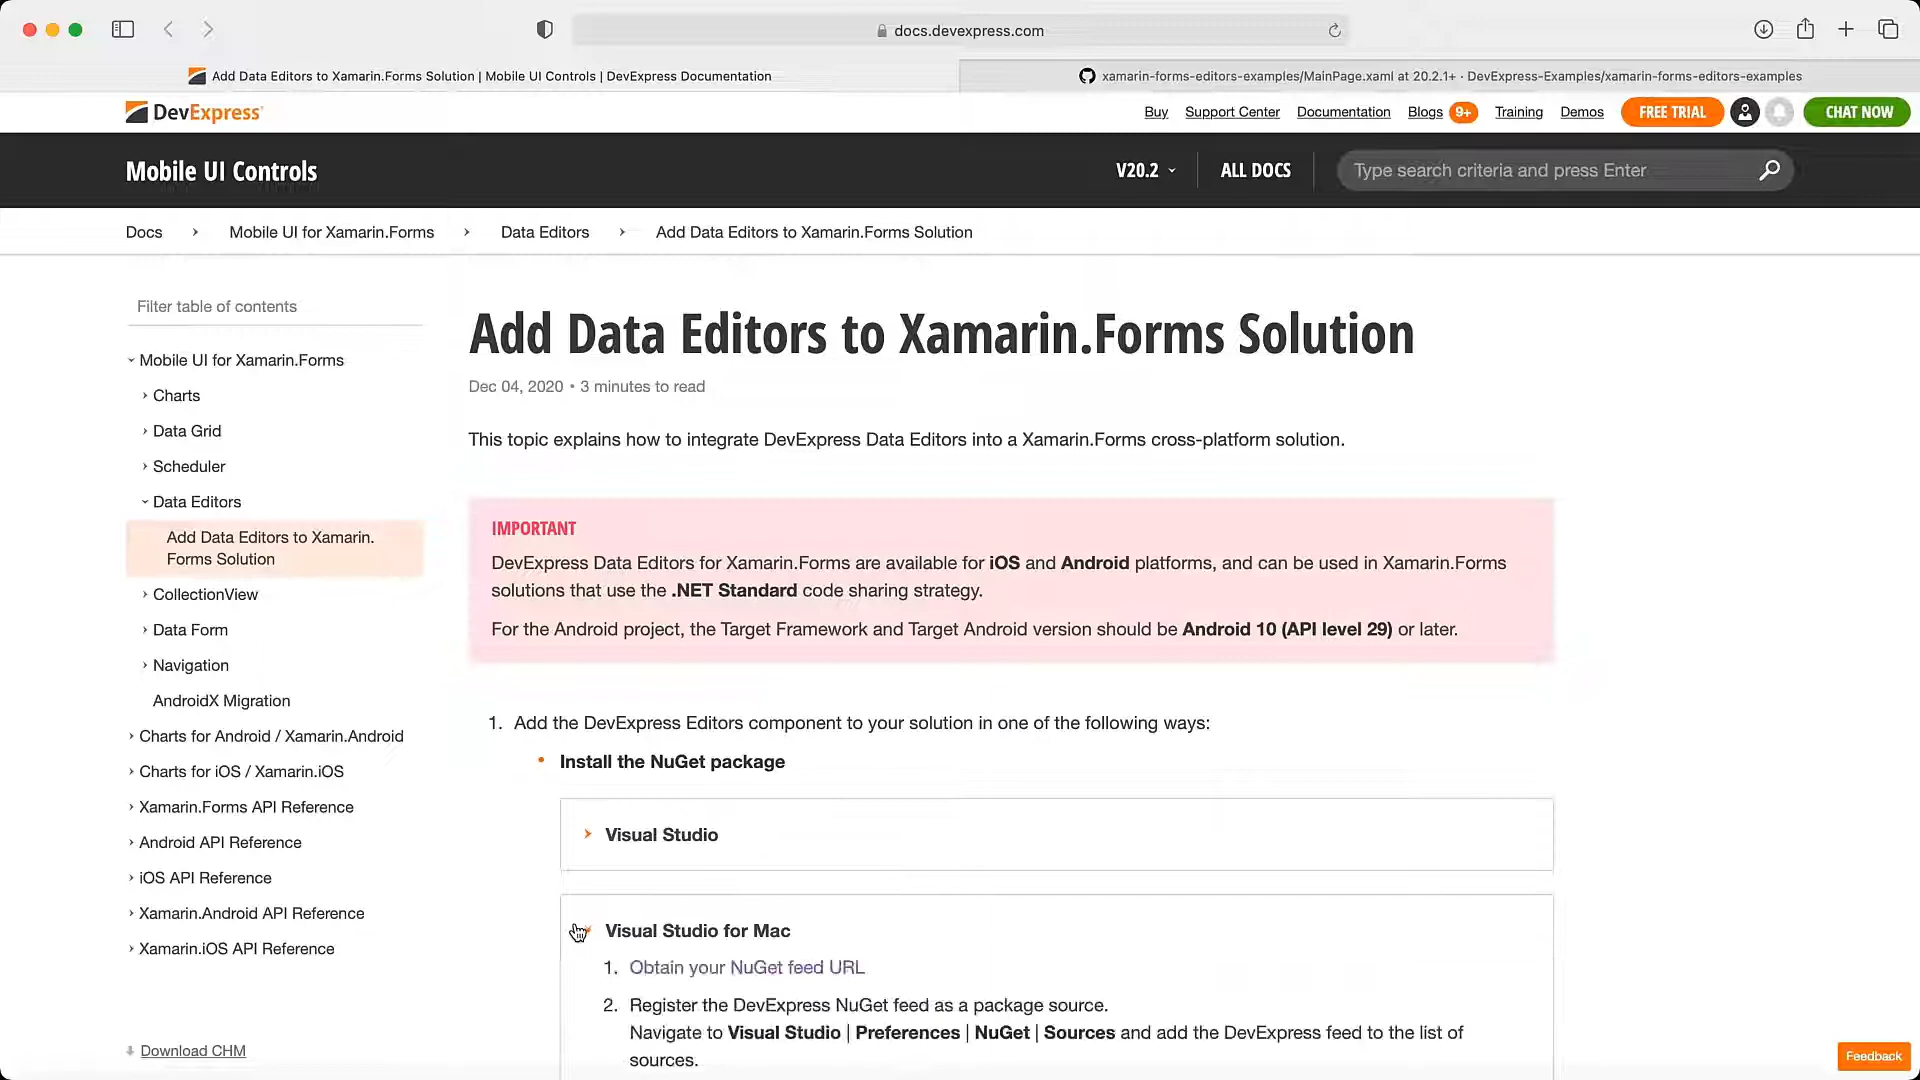 docs.devexpress.com
Add Data Editors to Xamarin.Forms Solution | Mobile UI Controls | DevExpress Documentation
xamarin-forms-editors-examples/MainPage.xaml at 20.2.1+ · DevExpress-Examples/xamarin-forms-editors-examples
DevExpress
Buy Support Center Documentation Blogs 9+ Training Demos FREE TRIAL CHAT NOW
Mobile UI Controls
V20.2 ALL DOCS Type search criteria and press Enter
Docs › Mobile UI for Xamarin.Forms › Data Editors › Add Data Editors to Xamarin.Forms Solution
Filter table of contents
Mobile UI for Xamarin.Forms
Charts
Data Grid
Scheduler
Data Editors
Add Data Editors to Xamarin.
Forms Solution
CollectionView
Data Form
Navigation
AndroidX Migration
Charts for Android / Xamarin.Android
Charts for iOS / Xamarin.iOS
Xamarin.Forms API Reference
Android API Reference
iOS API Reference
Xamarin.Android API Reference
Xamarin.iOS API Reference
Download CHM
Add Data Editors to Xamarin.Forms Solution
Dec 04, 2020 • 3 minutes to read
This topic explains how to integrate DevExpress Data Editors into a Xamarin.Forms cross-platform solution.
IMPORTANT
DevExpress Data Editors for Xamarin.Forms are available for iOS and Android platforms, and can be used in Xamarin.Forms
solutions that use the .NET Standard code sharing strategy.
For the Android project, the Target Framework and Target Android version should be Android 10 (API level 29) or later.
1. Add the DevExpress Editors component to your solution in one of the following ways:
• Install the NuGet package
Visual Studio
Visual Studio for Mac
1. Obtain your NuGet feed URL
2. Register the DevExpress NuGet feed as a package source.
Navigate to Visual Studio | Preferences | NuGet | Sources and add the DevExpress feed to the list of
sources.
Feedback